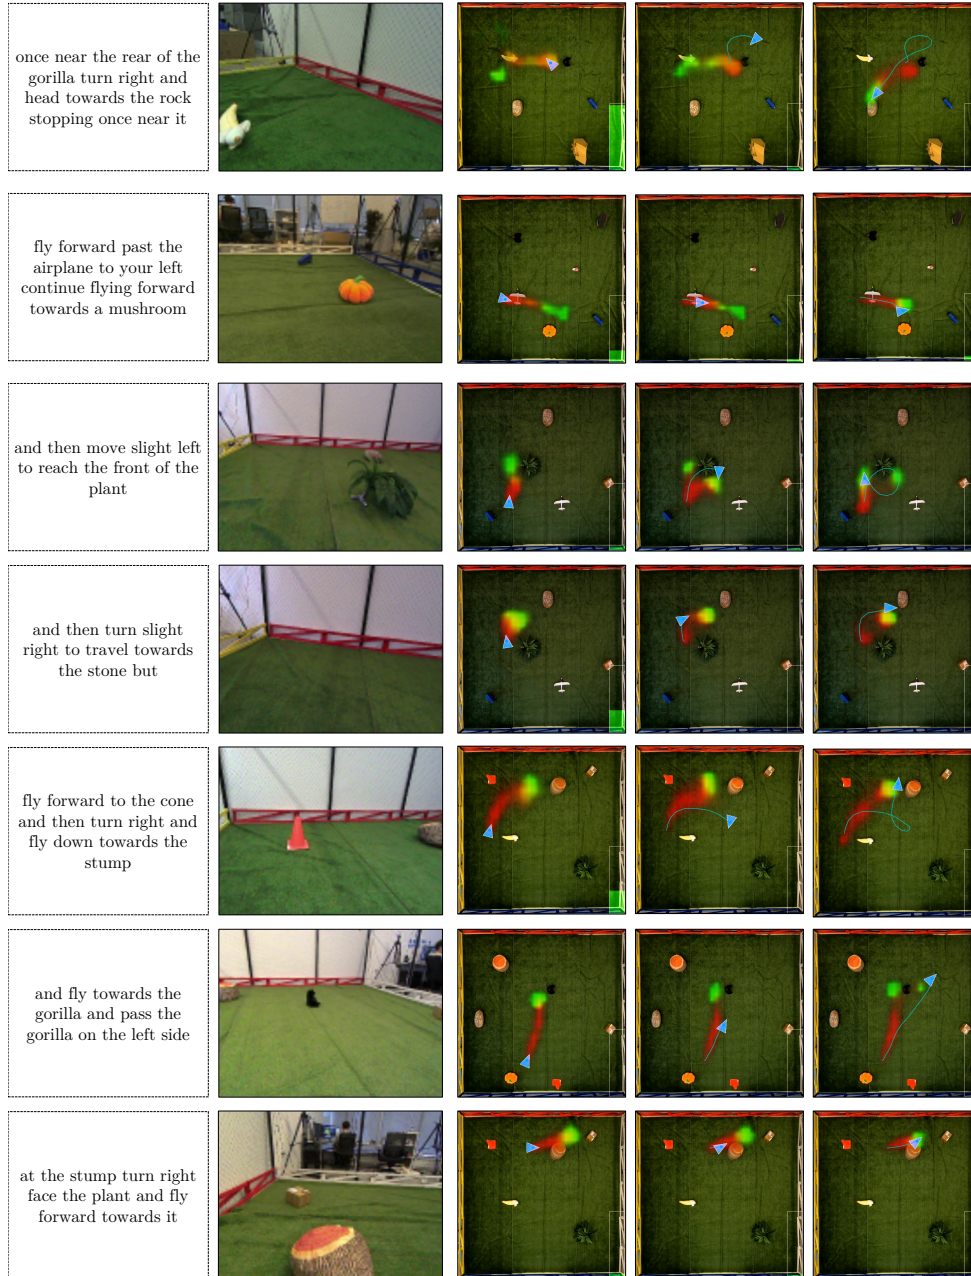 once near the rear of the
gorilla turn right and
head towards the rock
stopping once near it
fly forward past the
airplane to your left
continue flying forward
towards a mushroom
and then move slight left
to reach the front of the
plant
and then turn slight
right to travel towards
the stone but
fly forward to the cone
and then turn right and
fly down towards the
stump
and fly towards the
gorilla and pass the
gorilla on the left side
at the stump turn right
face the plant and fly
forward towards it